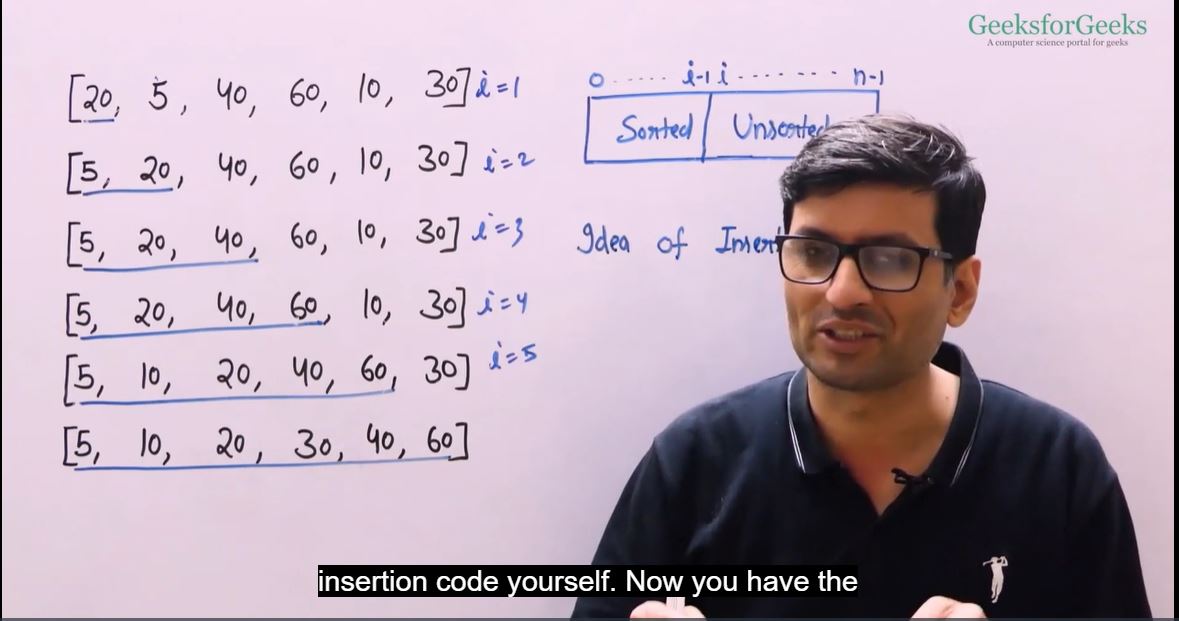 GeeksforGeeks
A computer science portal for geeks
[20, 5, 40, 60, 10, 30] i=1
[5, 20, 40, 60, 10, 30] i=2
[5, 20, 40, 60, 10, 30] i=3
[5, 20, 40, 60, 10, 30] i=4
[5, 10, 20, 40, 60, 30] i=5
[5, 10, 20, 30, 40, 60]
0 ...... i-1 i ........ n-1
Sorted Unsorted
Idea of Insert
insertion code yourself. Now you have the